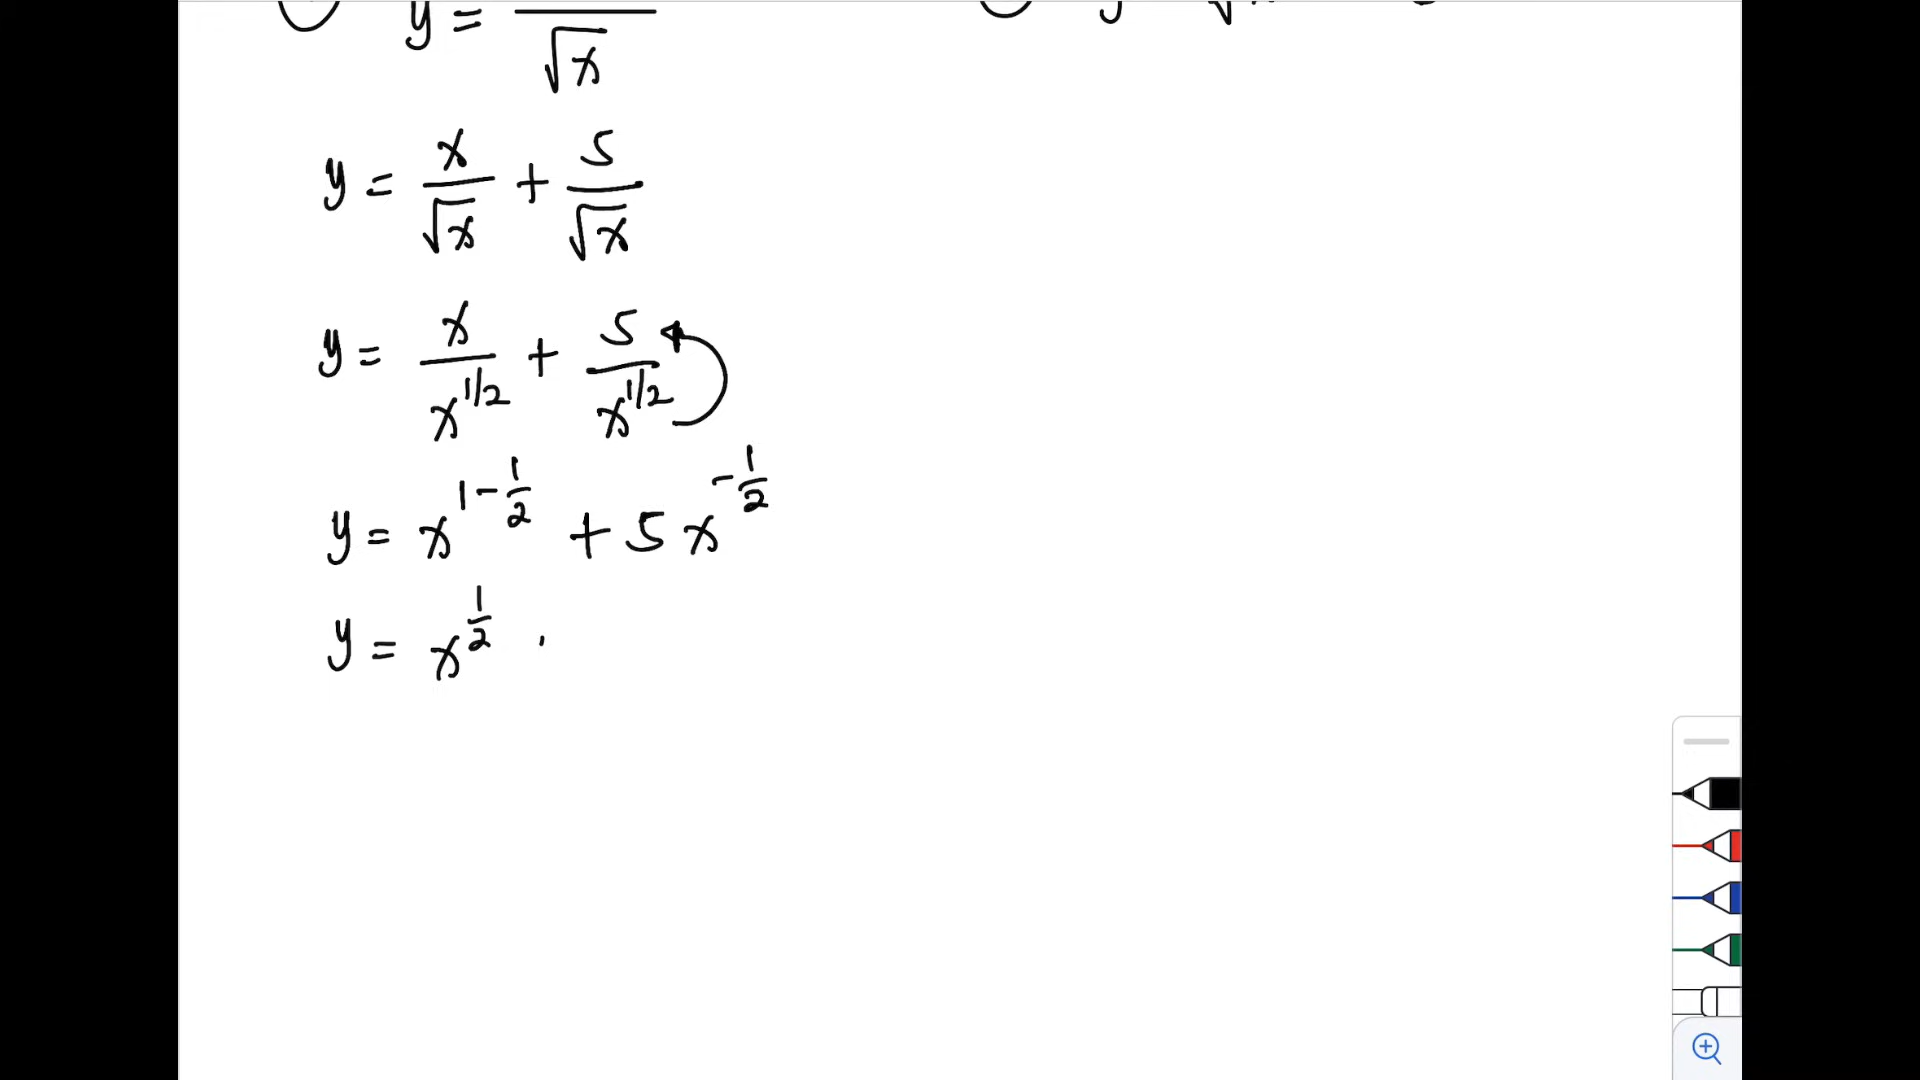 y = ─── √x
y = x/√x + 5/√x
y = x/x^{1/2} + 5/x^{1/2}
y = x^{1-1/2} + 5x^{-1/2}
y = x^{1/2}